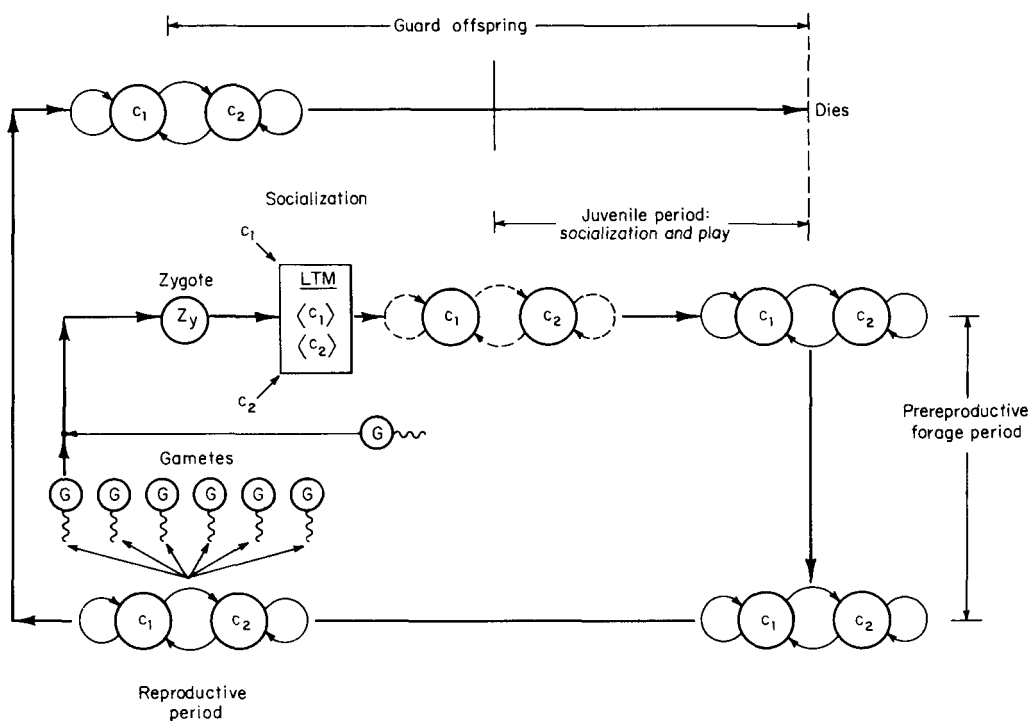 Guard offspring
c1 c2
Dies
Socialization
Juvenile period:
socialization and play
c1
Zygote
LTM
Zy
⟨c1⟩
⟨c2⟩
c1 c2
c1 c2
c2
Prereproductive
forage period
G
Gametes
G G G G G G
c1 c2
c1 c2
Reproductive
period